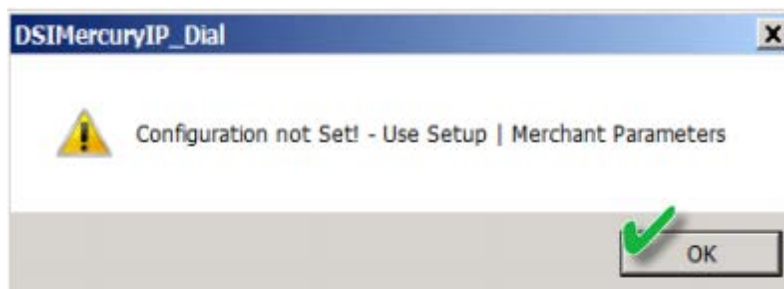 DSIMercuryIP_Dial
Configuration not Set! - Use Setup | Merchant Parameters
OK